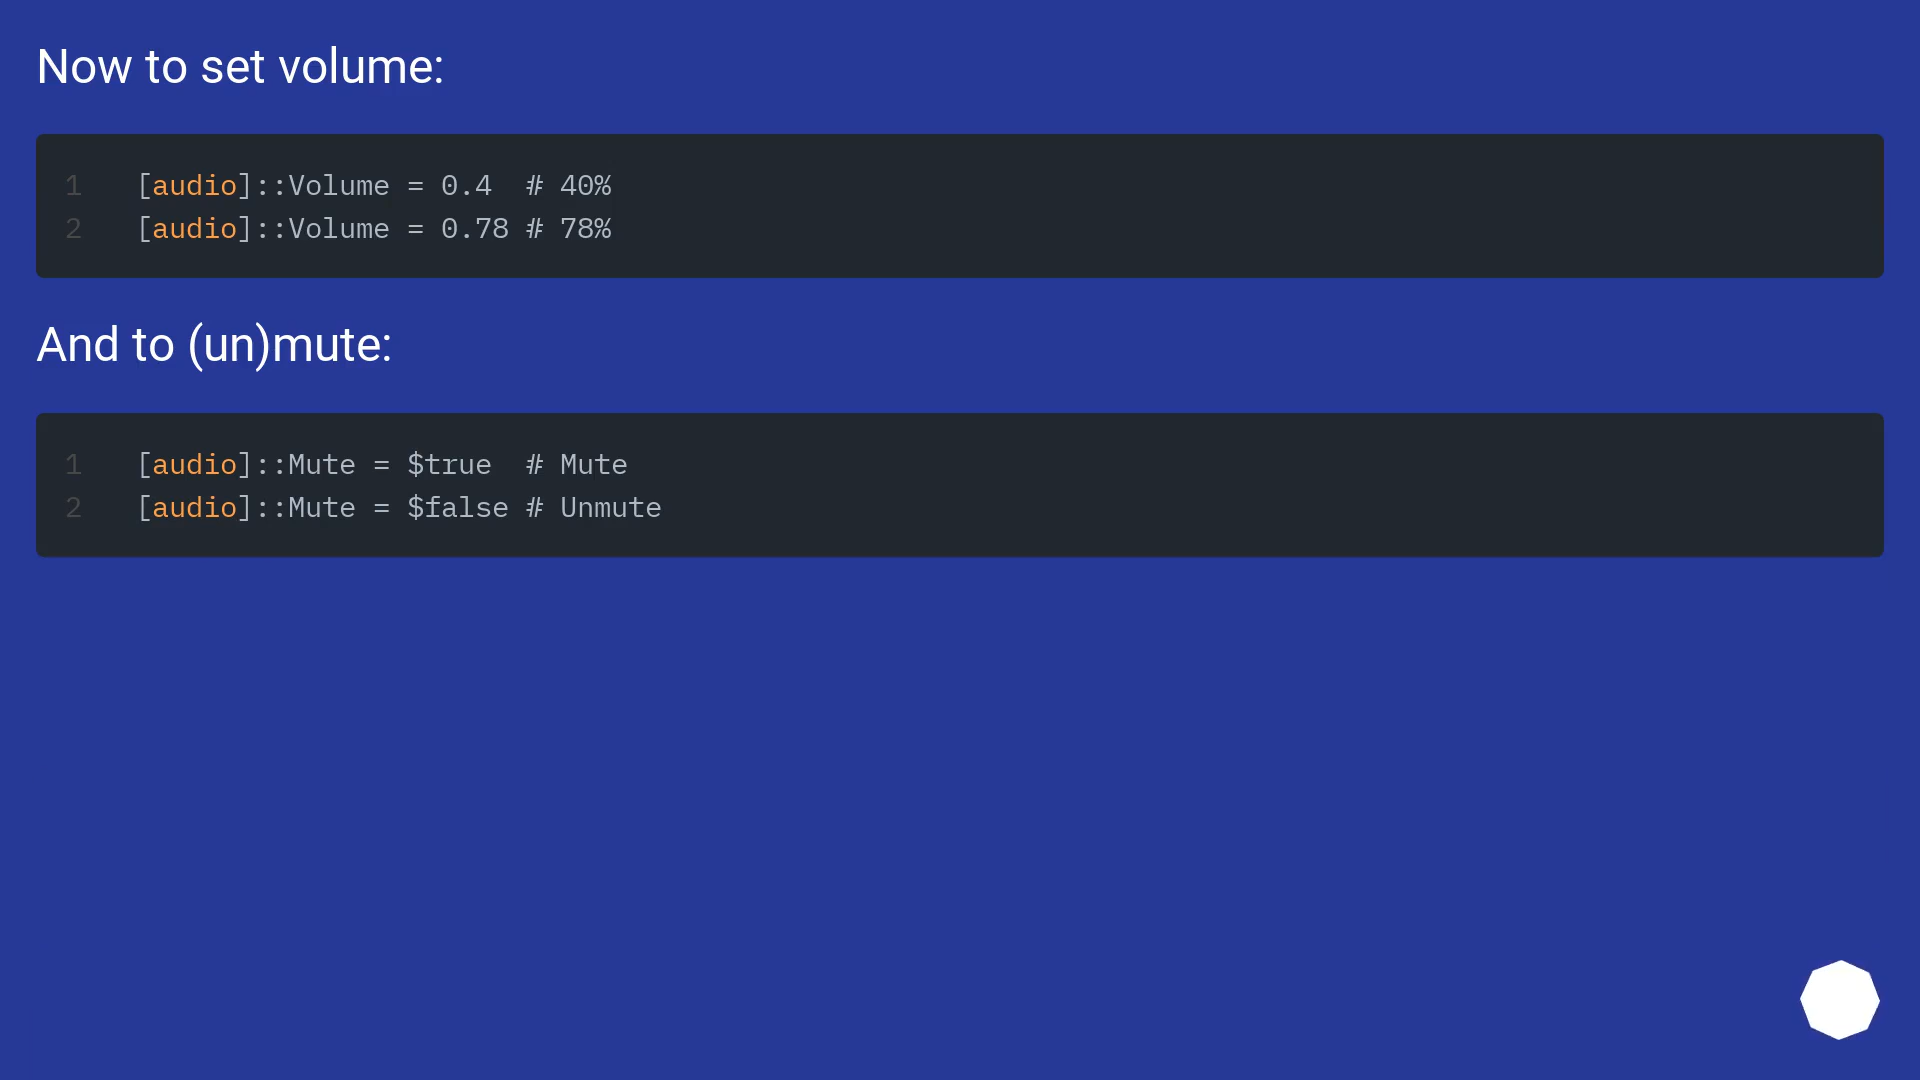 Now to set volume:
1 [audio]::Volume = 0.4  # 40%
2 [audio]::Volume = 0.78 # 78%
And to (un)mute:
1 [audio]::Mute = $true  # Mute
2 [audio]::Mute = $false # Unmute